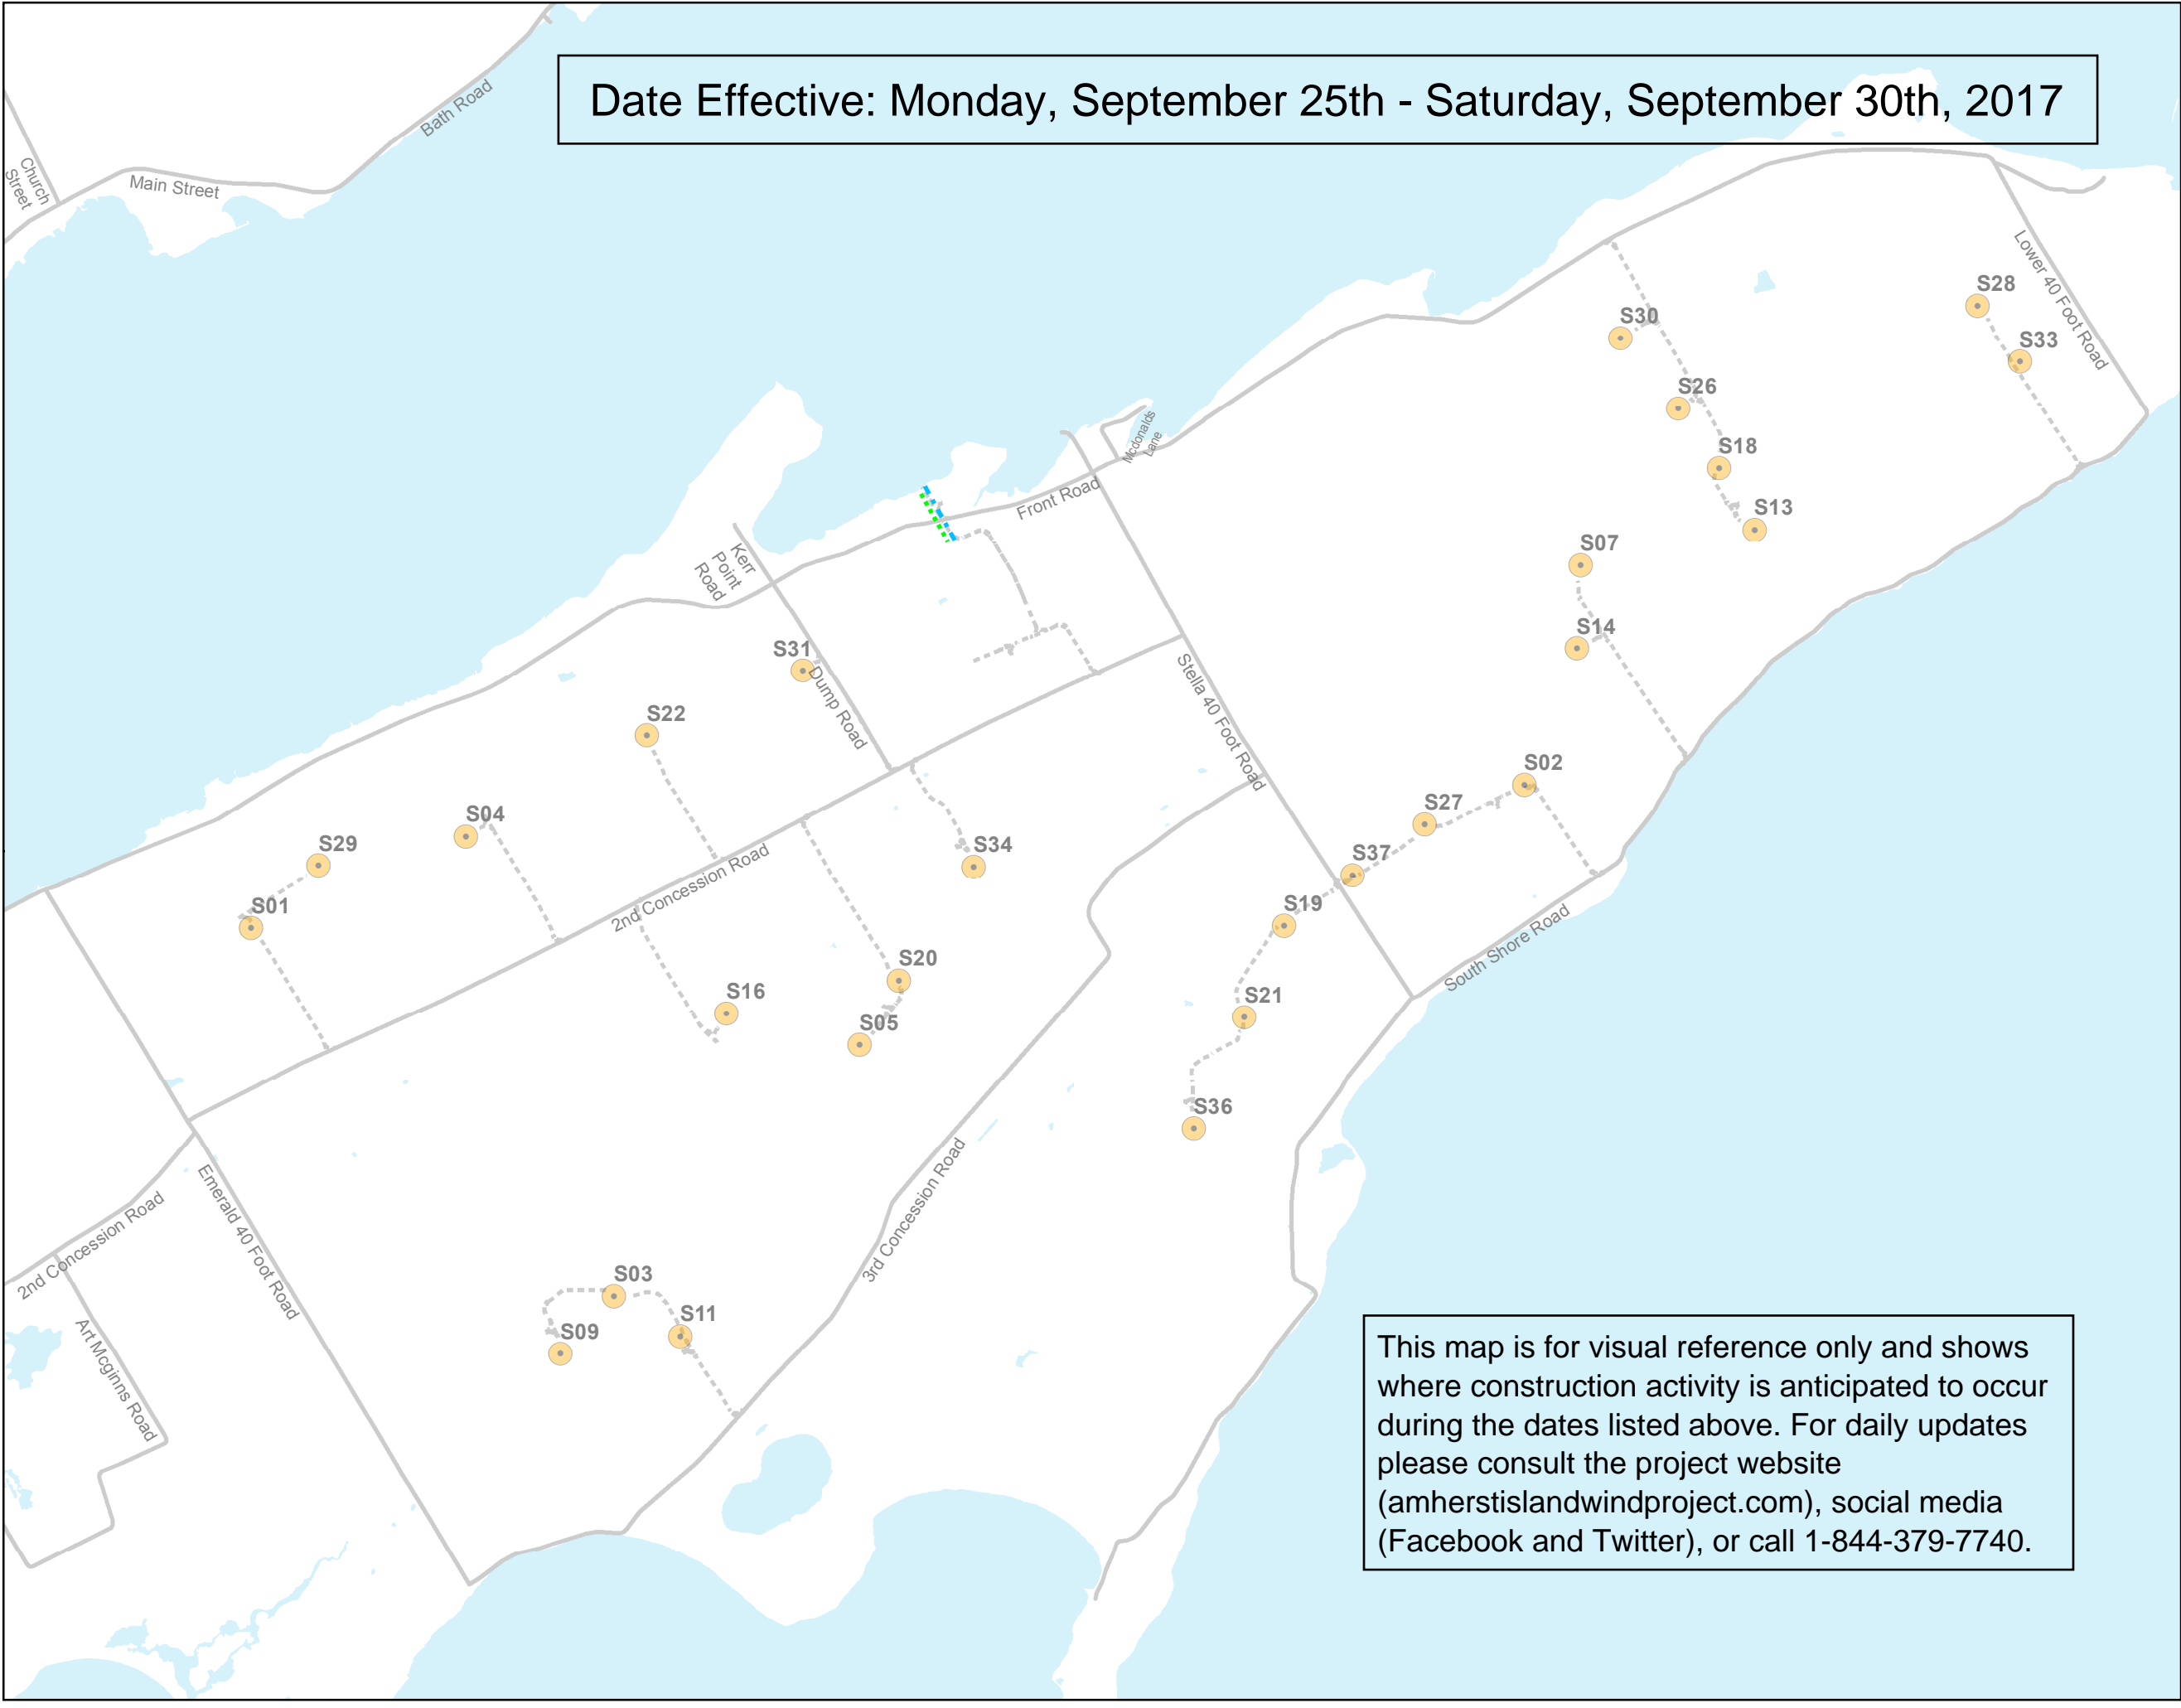 Date Effective: Monday, September 25th - Saturday, September 30th, 2017
Bath Road
Church
Street
Main Street
Lower 40 Foot Road
S28
S30
S33
S26
Mcdonalds
Lane
S18
Front Road
S13
Kerr
Point
Road
S07
S14
S31
Dump Road
Stella 40 Foot Road
S22
S02
S27
S04
S29
S34
S37
2nd Concession Road
S01
S19
South Shore Road
S20
S16
S21
S05
S36
Emerald 40 Foot Road
3rd Concession Road
2nd Concession Road
S03
S11
S09
Art Mcginns Road
This map is for visual reference only and shows
where construction activity is anticipated to occur
during the dates listed above. For daily updates
please consult the project website
(amherstislandwindproject.com), social media
(Facebook and Twitter), or call 1-844-379-7740.